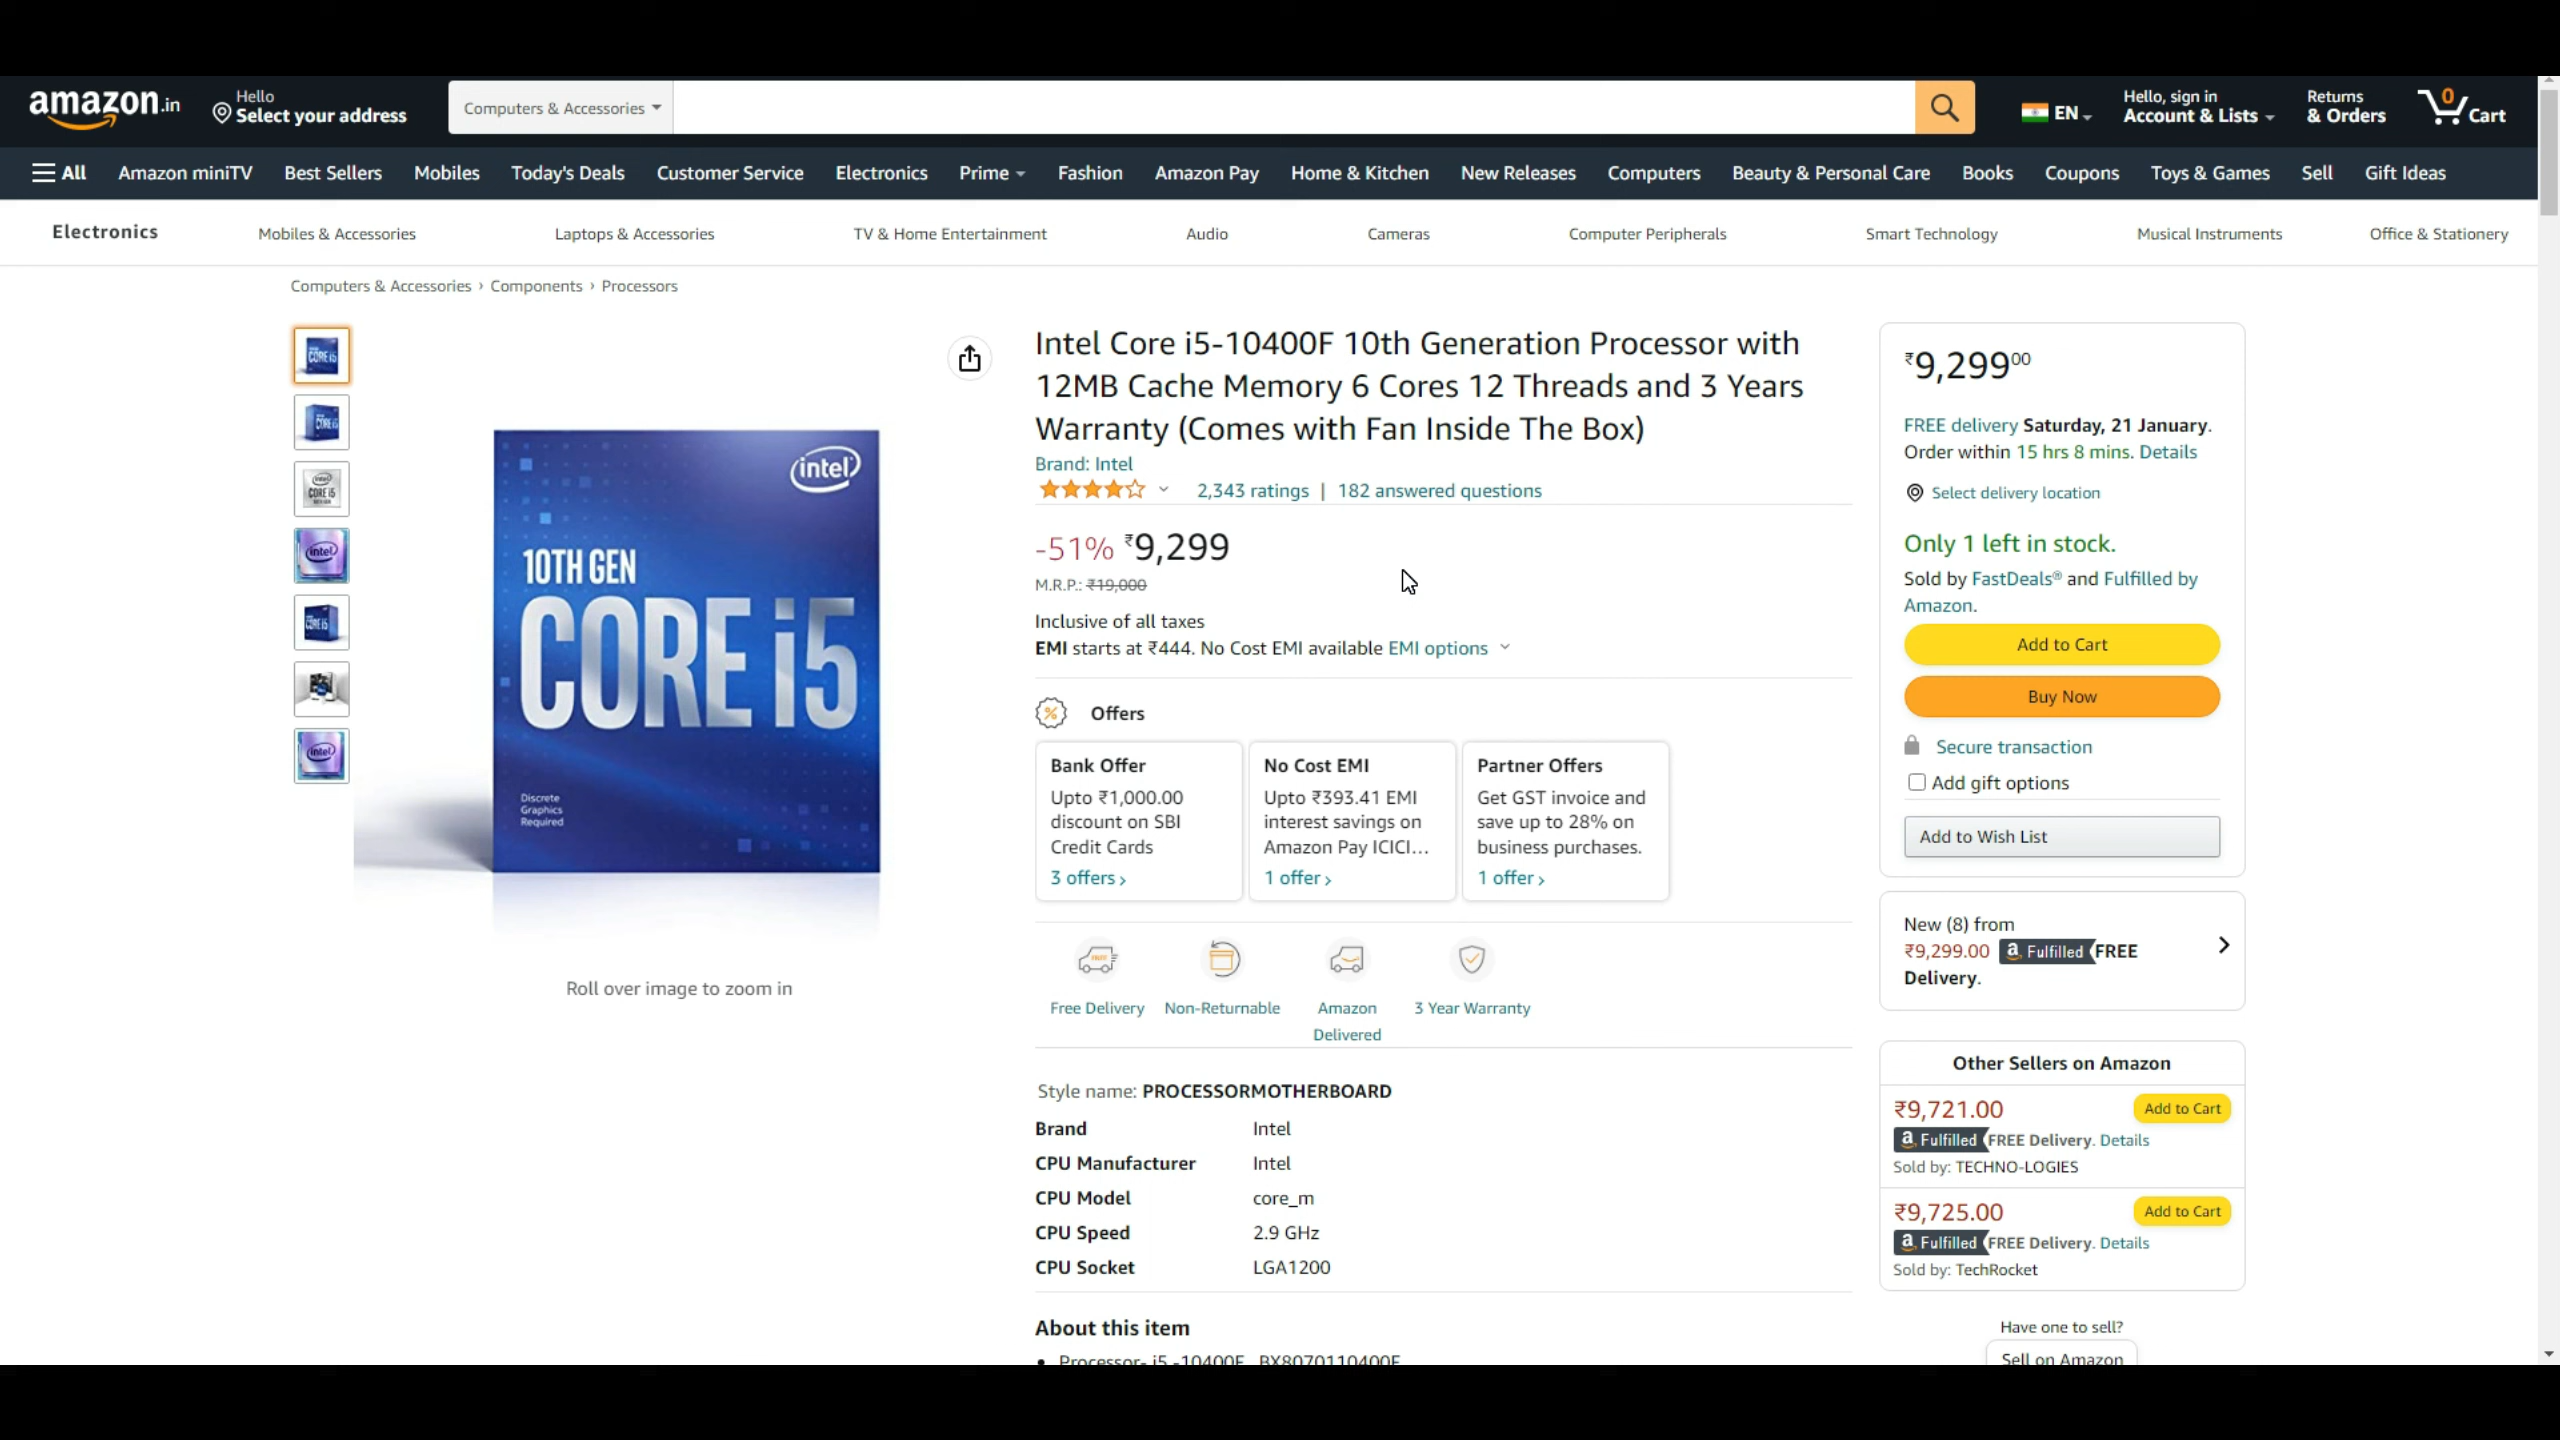 amazon.in
Hello
Select your address
Computers & Accessories
EN
Hello, sign in
Account & Lists
Returns
& Orders
0
Cart
All
Amazon miniTV
Best Sellers
Mobiles
Today's Deals
Customer Service
Electronics
Prime
Fashion
Amazon Pay
Home & Kitchen
New Releases
Computers
Beauty & Personal Care
Books
Coupons
Toys & Games
Sell
Gift Ideas
Electronics
Mobiles & Accessories
Laptops & Accessories
TV & Home Entertainment
Audio
Cameras
Computer Peripherals
Smart Technology
Musical Instruments
Office & Stationery
Computers & Accessories › Components › Processors
intel
10TH GEN
CORE i5
Discrete
Graphics
Required
Roll over image to zoom in
Intel Core i5-10400F 10th Generation Processor with
12MB Cache Memory 6 Cores 12 Threads and 3 Years
Warranty (Comes with Fan Inside The Box)
Brand: Intel
2,343 ratings | 182 answered questions
-51% ₹9,299
M.R.P.: ₹19,000
Inclusive of all taxes
EMI starts at ₹444. No Cost EMI available EMI options
Offers
Bank Offer
Upto ₹1,000.00
discount on SBI
Credit Cards
3 offers ›
No Cost EMI
Upto ₹393.41 EMI
interest savings on
Amazon Pay ICICI...
1 offer ›
Partner Offers
Get GST invoice and
save up to 28% on
business purchases.
1 offer ›
Free Delivery
Non-Returnable
Amazon
Delivered
3 Year Warranty
Style name: PROCESSORMOTHERBOARD
Brand Intel
CPU Manufacturer Intel
CPU Model core_m
CPU Speed 2.9 GHz
CPU Socket LGA1200
About this item
• Processor- i5 -10400F , BX8070110400F
₹9,299 00
FREE delivery Saturday, 21 January.
Order within 15 hrs 8 mins. Details
Select delivery location
Only 1 left in stock.
Sold by FastDeals® and Fulfilled by
Amazon.
Add to Cart
Buy Now
Secure transaction
Add gift options
Add to Wish List
New (8) from
₹9,299.00 a Fulfilled FREE
Delivery.
Other Sellers on Amazon
₹9,721.00
Add to Cart
a Fulfilled FREE Delivery. Details
Sold by: TECHNO-LOGIES
₹9,725.00
Add to Cart
a Fulfilled FREE Delivery. Details
Sold by: TechRocket
Have one to sell?
Sell on Amazon